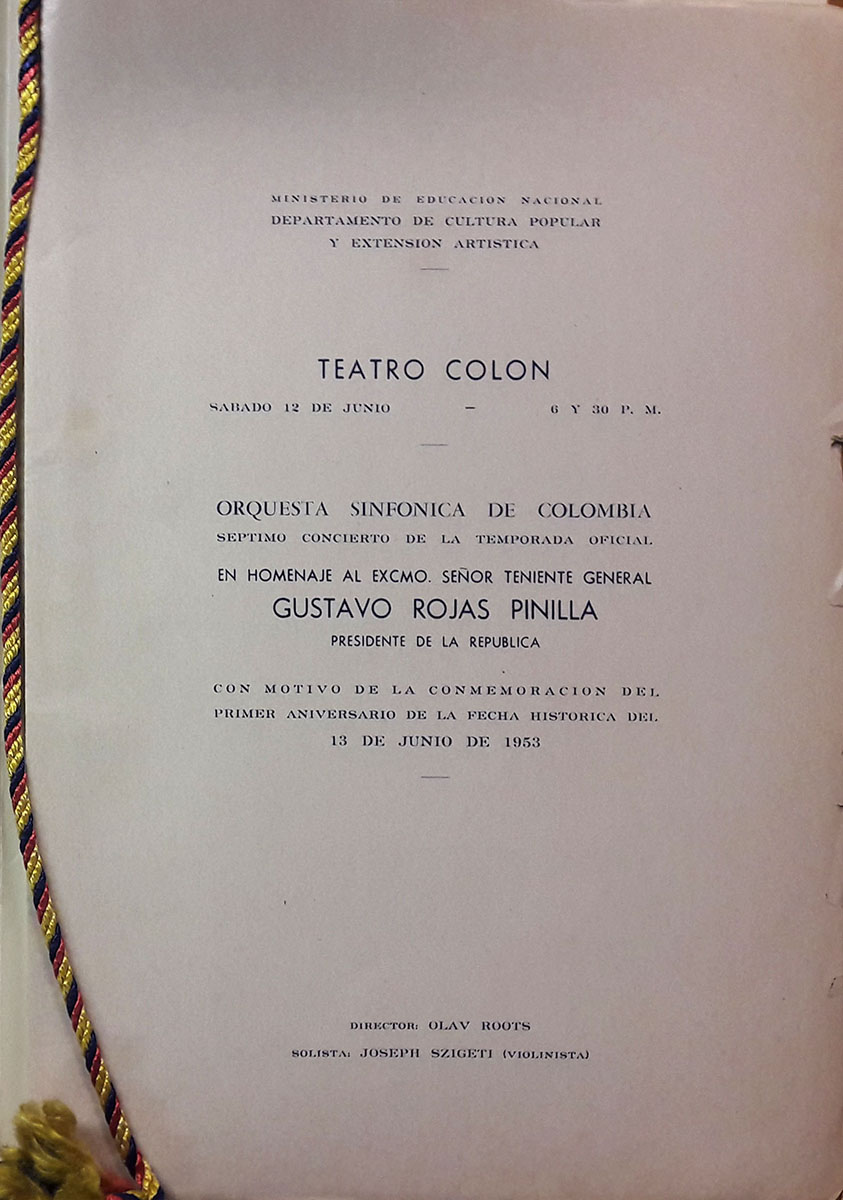 MINISTERIO DE EDUCACION NACIONAL
DEPARTAMENTO DE CULTURA POPULAR
Y EXTENSION ARTISTICA
TEATRO COLON
SABADO 12 DE JUNIO – 6 Y 30 P. M.
ORQUESTA SINFONICA DE COLOMBIA
SEPTIMO CONCIERTO DE LA TEMPORADA OFICIAL
EN HOMENAJE AL EXCMO. SEÑOR TENIENTE GENERAL
GUSTAVO ROJAS PINILLA
PRESIDENTE DE LA REPUBLICA
CON MOTIVO DE LA CONMEMORACION DEL
PRIMER ANIVERSARIO DE LA FECHA HISTORICA DEL
13 DE JUNIO DE 1953
DIRECTOR: OLAV ROOTS
SOLISTA: JOSEPH SZIGETI (VIOLINISTA)